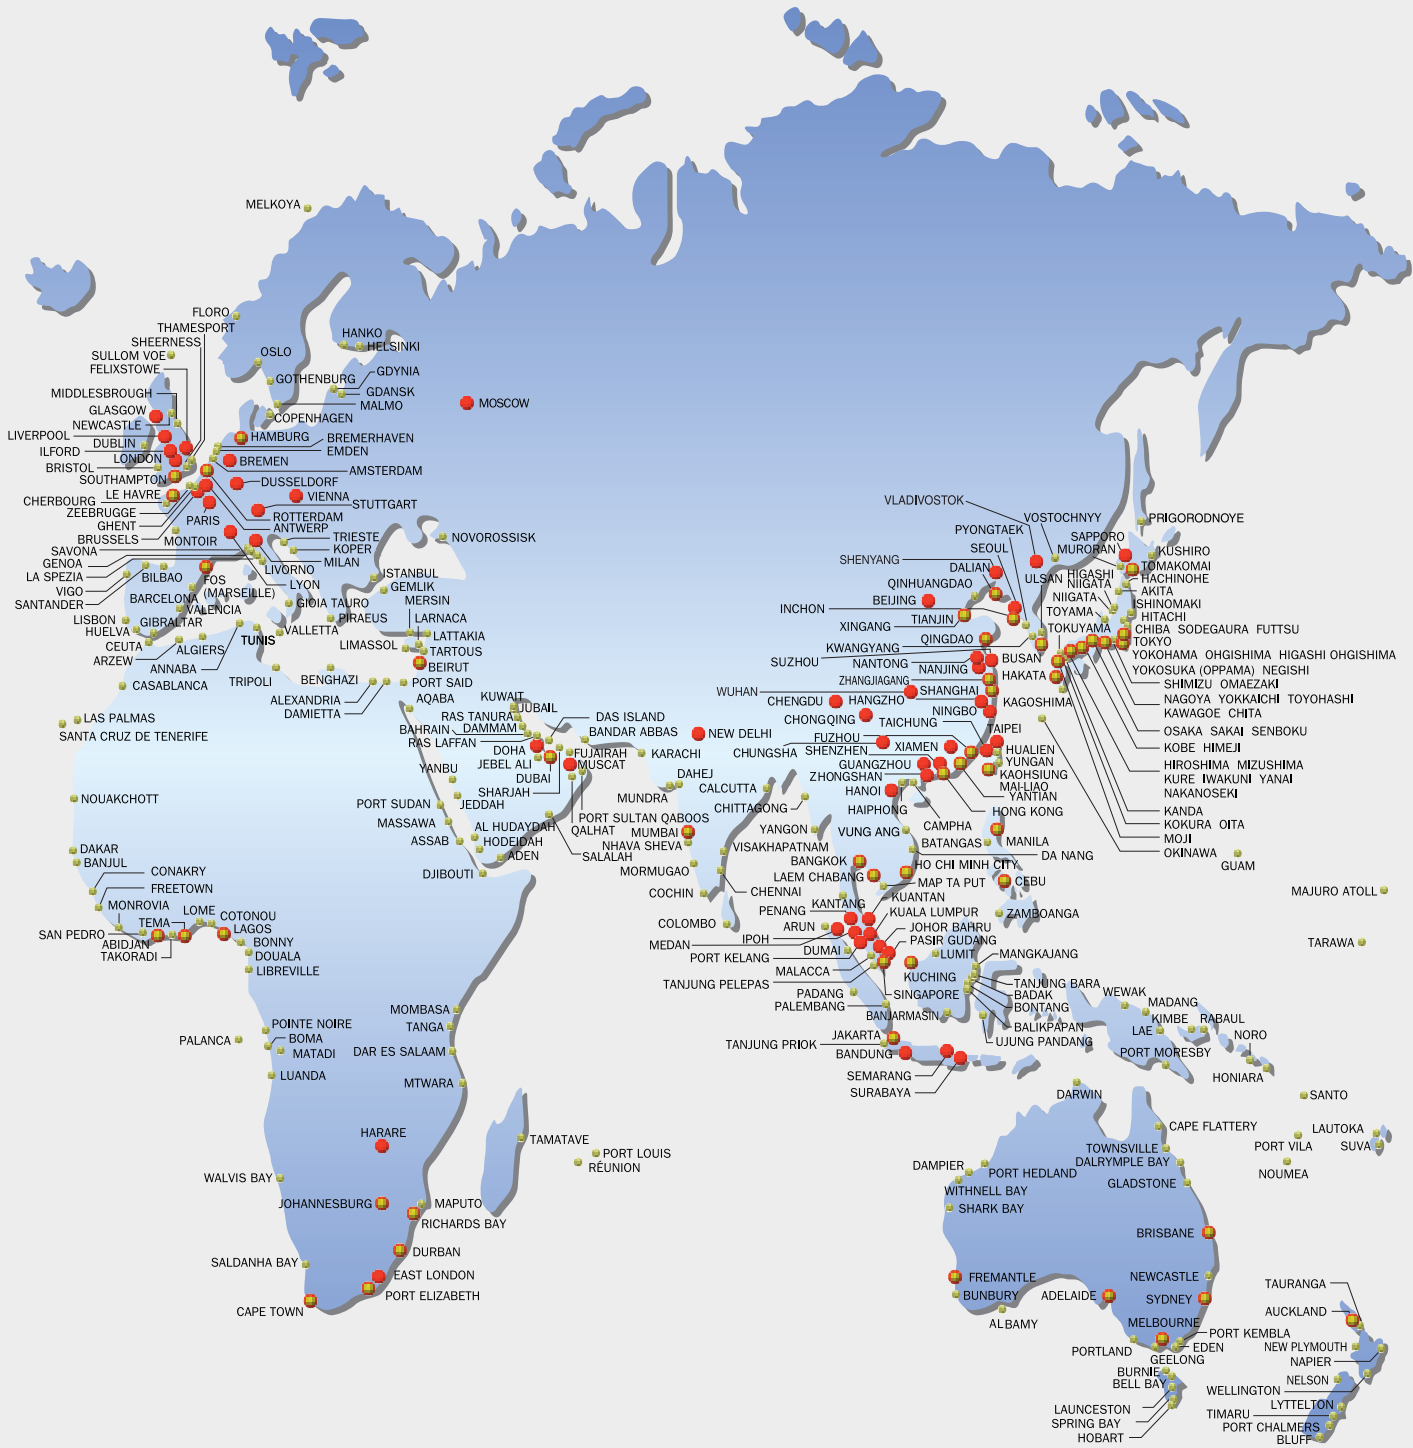 MELKOYA
FLORO
THAMESPORT
SHEERNESS
SULLOM VOE
FELIXSTOWE
HANKO
HELSINKI
OSLO
GOTHENBURG
GDYNIA
GDANSK
MALMO
COPENHAGEN
MOSCOW
MIDDLESBROUGH
GLASGOW
NEWCASTLE
LIVERPOOL
DUBLIN
ILFORD
LONDON
BRISTOL
SOUTHAMPTON
LE HAVRE
CHERBOURG
ZEEBRUGGE
GHENT
BRUSSELS
HAMBURG
BREMERHAVEN
EMDEN
BREMEN
AMSTERDAM
DUSSELDORF
VIENNA
STUTTGART
PARIS
ROTTERDAM
ANTWERP
MONTOIR
TRIESTE
KOPER
MILAN
LIVORNO
LYON
SAVONA
GENOA
LA SPEZIA
VIGO
SANTANDER
BILBAO
FOS
(MARSEILLE)
BARCELONA
VALENCIA
GIBRALTAR
LISBON
HUELVA
CEUTA
ARZEW
ALGIERS
ANNABA
TUNIS
VALLETTA
GIOIA TAURO
PIRAEUS
NOVOROSSISK
ISTANBUL
GEMLIK
MERSIN
LARNACA
LATTAKIA
TARTOUS
LIMASSOL
BEIRUT
PORT SAID
CASABLANCA
TRIPOLI
BENGHAZI
ALEXANDRIA
DAMIETTA
AQABA
LAS PALMAS
SANTA CRUZ DE TENERIFE
KUWAIT
JUBAIL
RAS TANURA
DAMMAM
BAHRAIN
RAS LAFFAN
DOHA
JEBEL ALI
DUBAI
SHARJAH
DAS ISLAND
BANDAR ABBAS
FUJAIRAH
MUSCAT
KARACHI
YANBU
JEDDAH
PORT SUDAN
MASSAWA
ASSAB
AL HUDAYDAH
HODEIDAH
ADEN
DJIBOUTI
PORT SULTAN QABOOS
QALHAT
SALALAH
NOUAKCHOTT
DAKAR
BANJUL
CONAKRY
FREETOWN
MONROVIA
SAN PEDRO
ABIDJAN
TAKORADI
TEMA
LOME
COTONOU
LAGOS
BONNY
DOUALA
LIBREVILLE
POINTE NOIRE
BOMA
MATADI
PALANCA
LUANDA
MOMBASA
TANGA
DAR ES SALAAM
MTWARA
HARARE
TAMATAVE
PORT LOUIS
RÉUNION
WALVIS BAY
JOHANNESBURG
MAPUTO
RICHARDS BAY
DURBAN
EAST LONDON
PORT ELIZABETH
SALDANHA BAY
CAPE TOWN
NEW DELHI
DAHEJ
MUNDRA
CALCUTTA
CHITTAGONG
MUMBAI
NHAVA SHEVA
MORMUGAO
VISAKHAPATNAM
CHENNAI
COCHIN
COLOMBO
YANGON
VLADIVOSTOK
VOSTOCHNYY
PYONGTAEK
SEOUL
SHENYANG
DALIAN
QINHUANGDAO
BEIJING
INCHON
TIANJIN
XINGANG
QINGDAO
KWANGYANG
SUZHOU
NANTONG
NANJING
ZHANGJIAGANG
WUHAN
SHANGHAI
CHENGDU
HANGZHO
NINGBO
CHONGQING
TAICHUNG
TAIPEI
FUZHOU
CHUNGSHA
SHENZHEN
XIAMEN
HUALIEN
YUNGAN
GUANGZHOU
KAOHSIUNG
MAI-LIAO
ZHONGSHAN
YANTIAN
HANOI
HONG KONG
HAIPHONG
CAMPHA
PRIGORODNOYE
SAPPORO
MURORAN
KUSHIRO
TOMAKOMAI
ULSAN
HIGASHI
NIIGATA
HACHINOHE
AKITA
NIIGATA
ISHINOMAKI
TOYAMA
HITACHI
TOKUYAMA
CHIBA SODEGAURA FUTTSU
TOKYO
BUSAN
YOKOHAMA OHGISHIMA HIGASHI OHGISHIMA
YOKOSUKA (OPPAMA) NEGISHI
HAKATA
SHIMIZU OMAEZAKI
KAGOSHIMA
NAGOYA YOKKAICHI TOYOHASHI
KAWAGOE CHITA
OSAKA SAKAI SENBOKU
KOBE HIMEJI
HIROSHIMA MIZUSHIMA
KURE IWAKUNI YANAI
NAKANOSEKI
KANDA
KOKURA OITA
MOJI
OKINAWA
GUAM
VUNG ANG
BATANGAS
MANILA
DA NANG
BANGKOK
HO CHI MINH CITY
LAEM CHABANG
MAP TA PUT
CEBU
ZAMBOANGA
KUANTAN
KANTANG
PENANG
KUALA LUMPUR
ARUN
JOHOR BAHRU
IPOH
PASIR GUDANG
MEDAN
DUMAI
LUMIT
PORT KELANG
MANGKAJANG
MALACCA
KUCHING
TANJUNG PELEPAS
TANJUNG BARA
SINGAPORE
BADAK
PADANG
BONTANG
PALEMBANG
BANJARMASIN
BALIKPAPAN
UJUNG PANDANG
JAKARTA
TANJUNG PRIOK
BANDUNG
SEMARANG
SURABAYA
MAJURO ATOLL
TARAWA
WEWAK
MADANG
KIMBE
RABAUL
LAE
PORT MORESBY
NORO
HONIARA
SANTO
LAUTOKA
PORT VILA
SUVA
NOUMEA
DARWIN
CAPE FLATTERY
TOWNSVILLE
DALRYMPLE BAY
GLADSTONE
DAMPIER
PORT HEDLAND
WITHNELL BAY
SHARK BAY
BRISBANE
FREMANTLE
BUNBURY
ALBAMY
ADELAIDE
NEWCASTLE
SYDNEY
MELBOURNE
PORT KEMBLA
PORTLAND
EDEN
GEELONG
BURNIE
BELL BAY
LAUNCESTON
SPRING BAY
HOBART
TAURANGA
AUCKLAND
NEW PLYMOUTH
NAPIER
NELSON
WELLINGTON
LYTTELTON
TIMARU
PORT CHALMERS
BLUFF